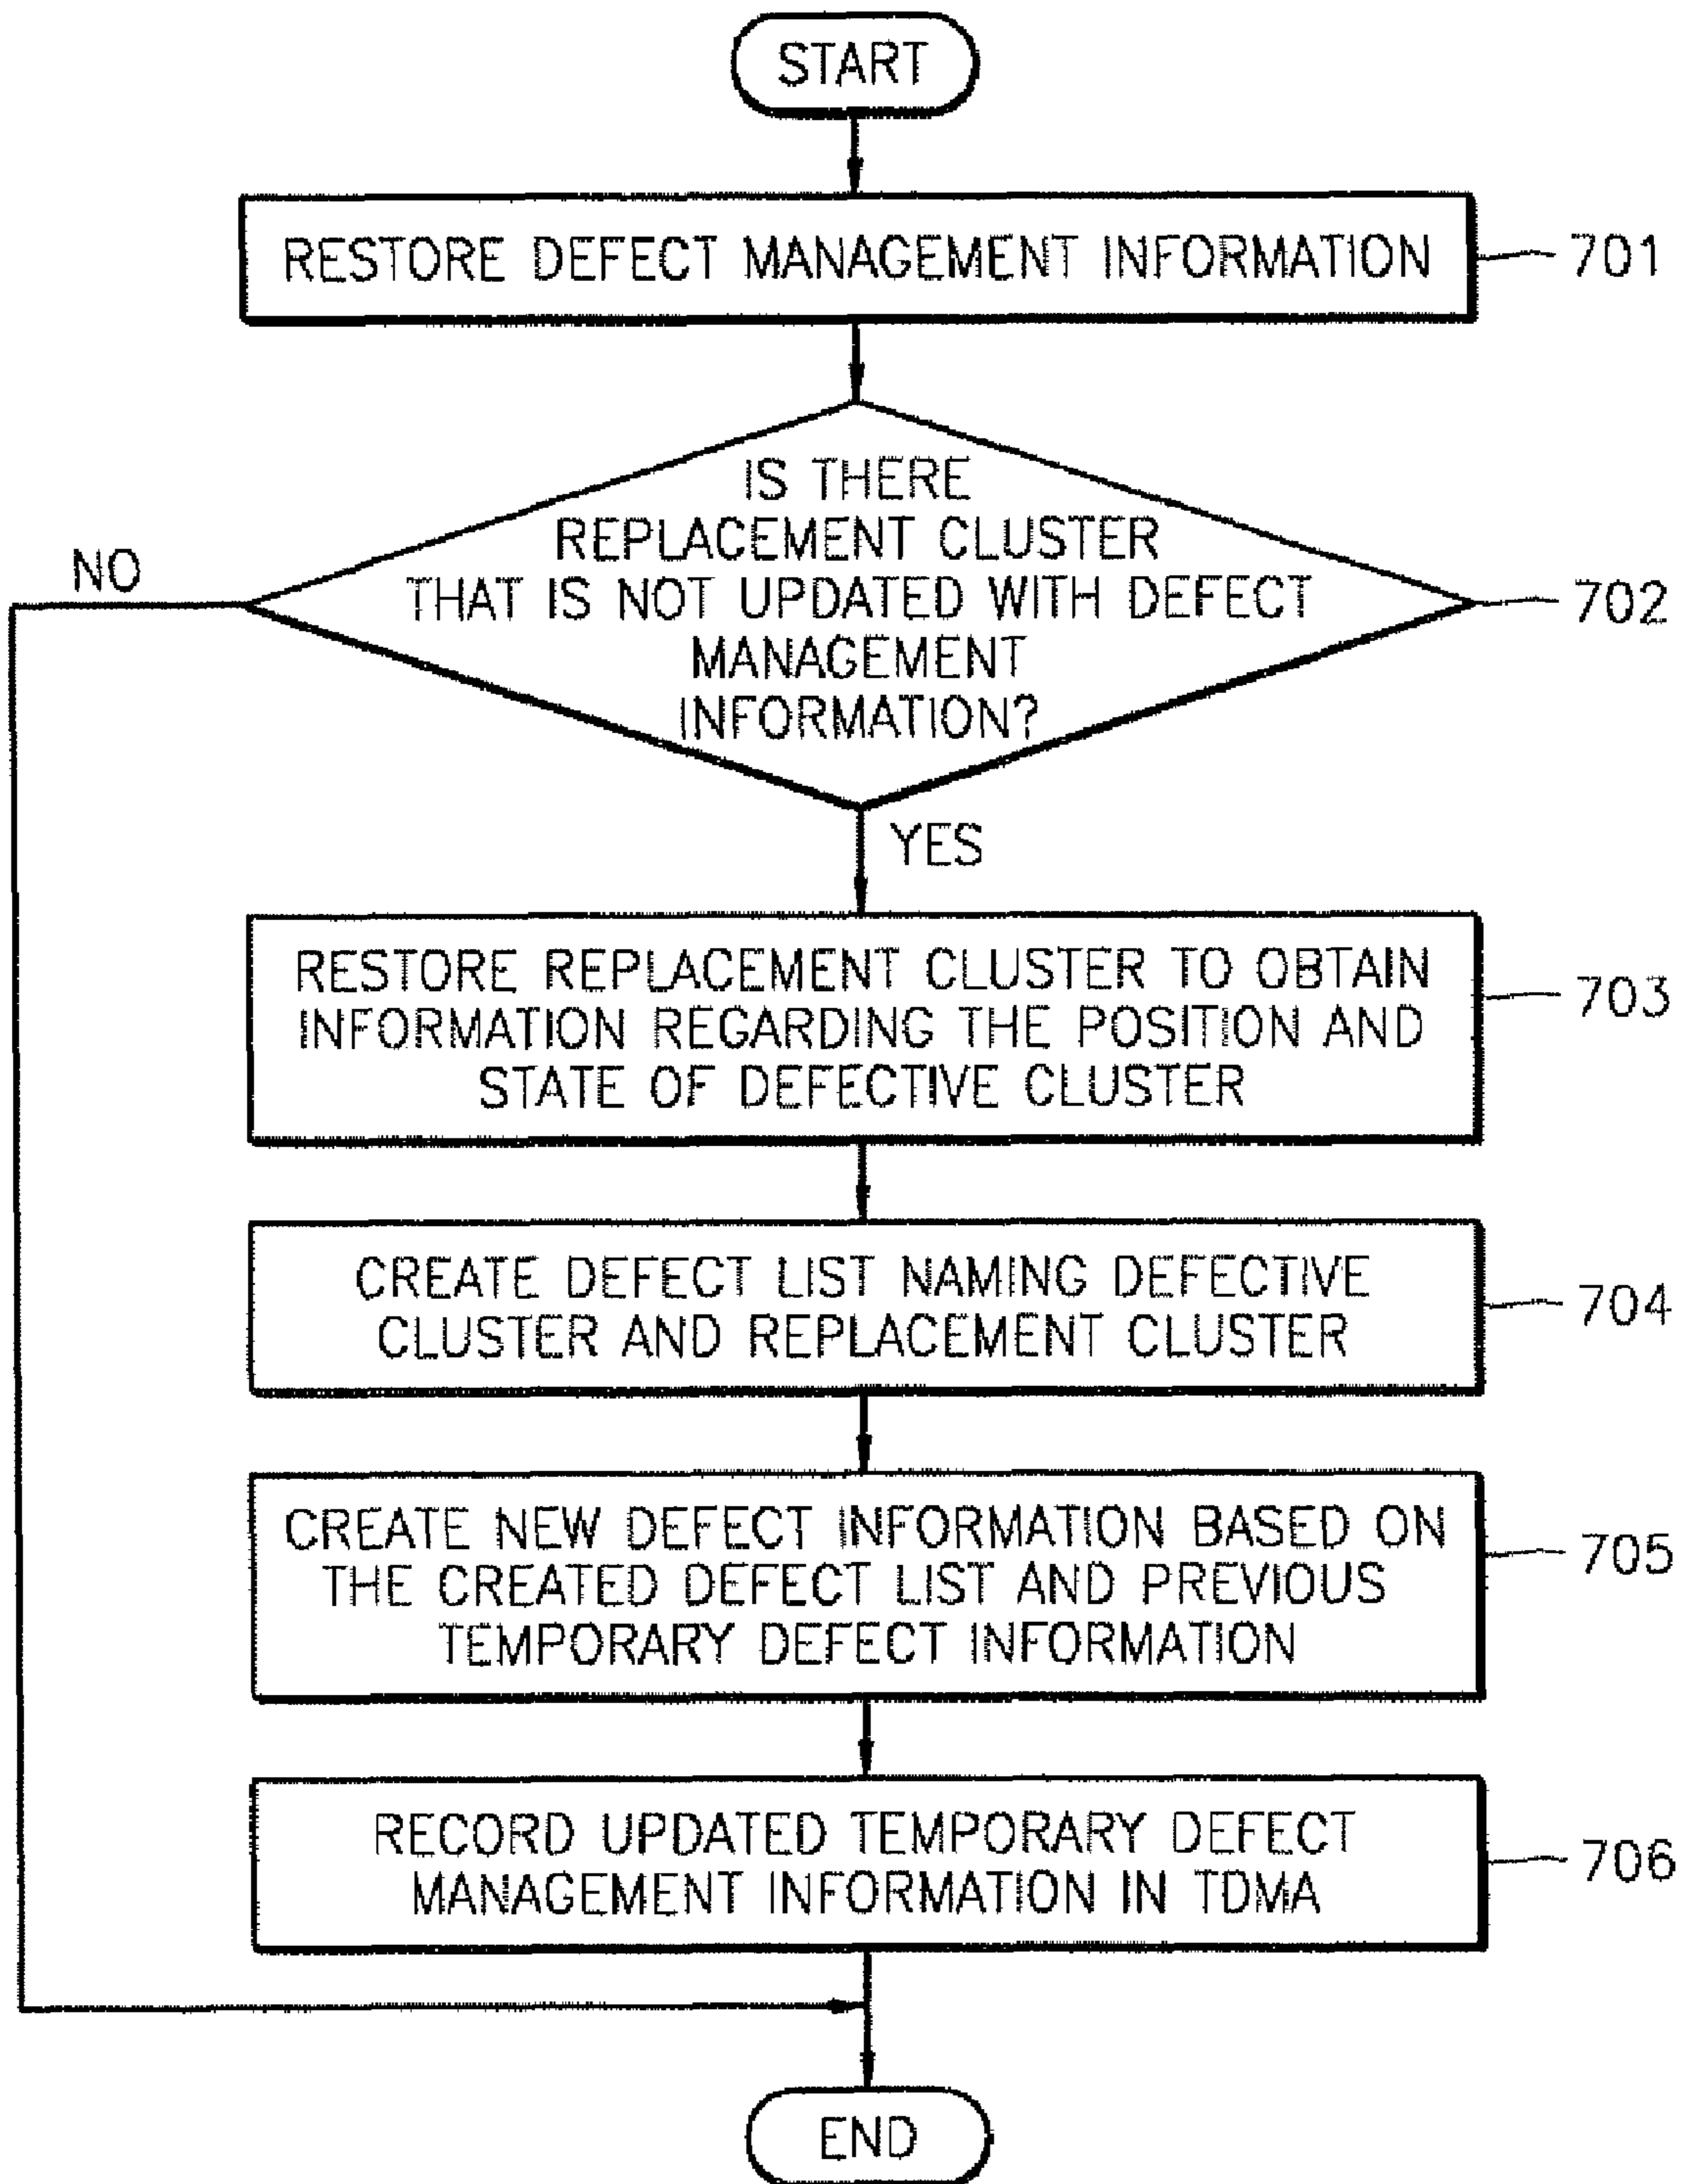 START
RESTORE DEFECT MANAGEMENT INFORMATION
701
IS THERE
REPLACEMENT CLUSTER
THAT IS NOT UPDATED WITH DEFECT
MANAGEMENT
INFORMATION?
702
NO
YES
RESTORE REPLACEMENT CLUSTER TO OBTAIN
INFORMATION REGARDING THE POSITION AND
STATE OF DEFECTIVE CLUSTER
703
CREATE DEFECT LIST NAMING DEFECTIVE
CLUSTER AND REPLACEMENT CLUSTER
704
CREATE NEW DEFECT INFORMATION BASED ON
THE CREATED DEFECT LIST AND PREVIOUS
TEMPORARY DEFECT INFORMATION
705
RECORD UPDATED TEMPORARY DEFECT
MANAGEMENT INFORMATION IN TDMA
706
END